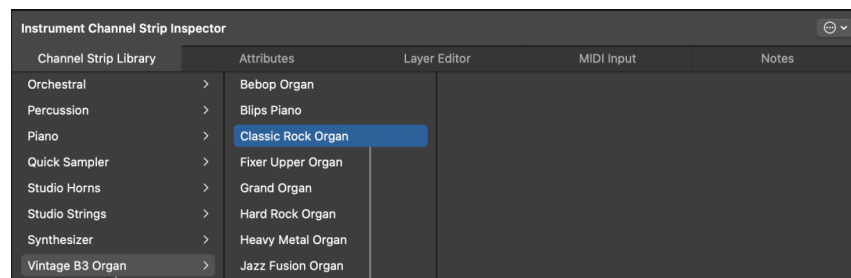 Instrument Channel Strip Inspector
Channel Strip Library Attributes Layer Editor MIDI Input Notes
Orchestral > Bebop Organ
Percussion > Blips Piano
Piano > Classic Rock Organ
Quick Sampler > Fixer Upper Organ
Studio Horns > Grand Organ
Studio Strings > Hard Rock Organ
Synthesizer > Heavy Metal Organ
Vintage B3 Organ > Jazz Fusion Organ